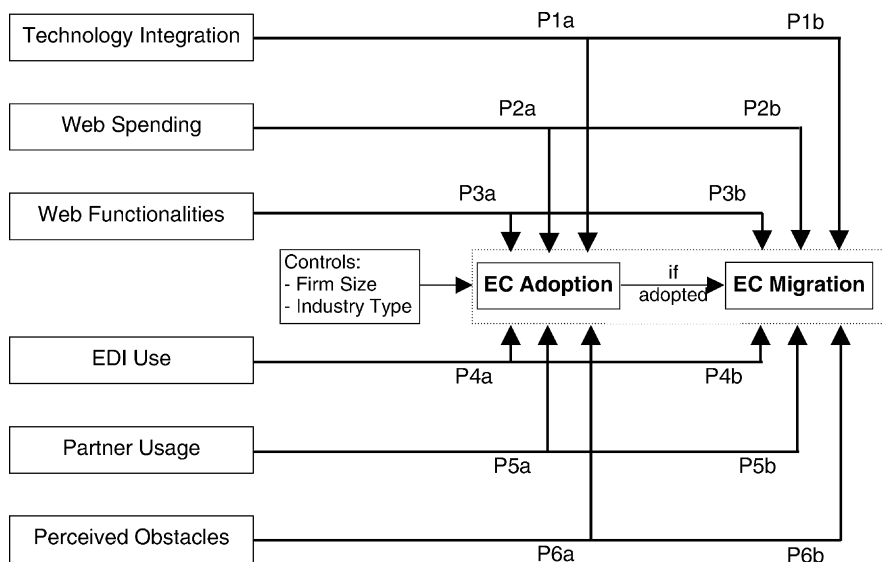 P1a
P1b
Technology Integration
P2a
P2b
Web Spending
P3a
P3b
Web Functionalities
Controls:
- Firm Size
- Industry Type
EC Adoption
if
adopted
EC Migration
EDI Use
P4a
P4b
Partner Usage
P5a
P5b
Perceived Obstacles
P6a
P6b